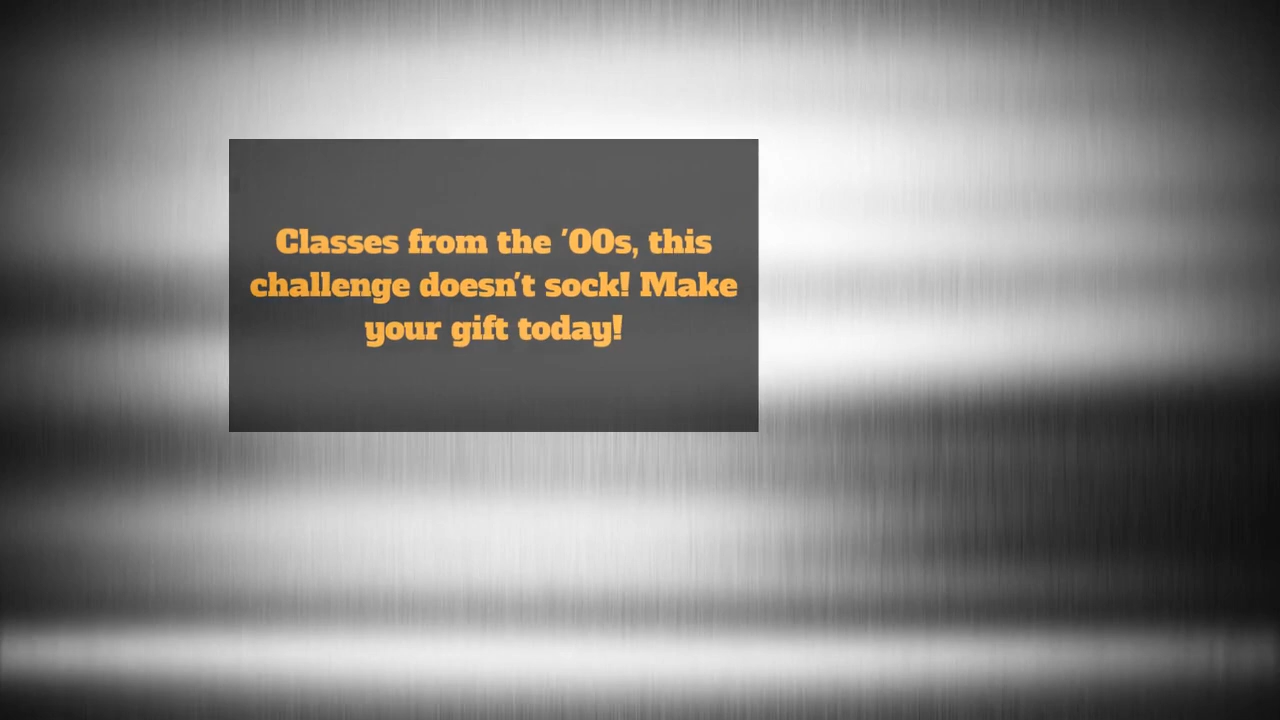 Classes from the ’00s, this
challenge doesn’t sock! Make
your gift today!